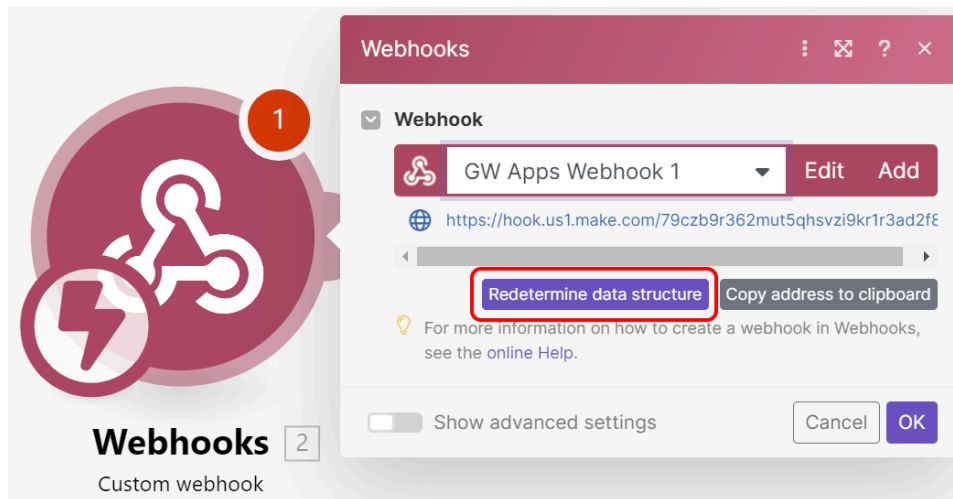 Webhooks
?
1
Webhook
GW Apps Webhook 1
Edit
Add
https://hook.us1.make.com/79czb9r362mut5qhsvzi9kr1r3ad2f8
Redetermine data structure
Copy address to clipboard
For more information on how to create a webhook in Webhooks,
see the online Help.
Show advanced settings
Cancel
OK
Webhooks 2
Custom webhook